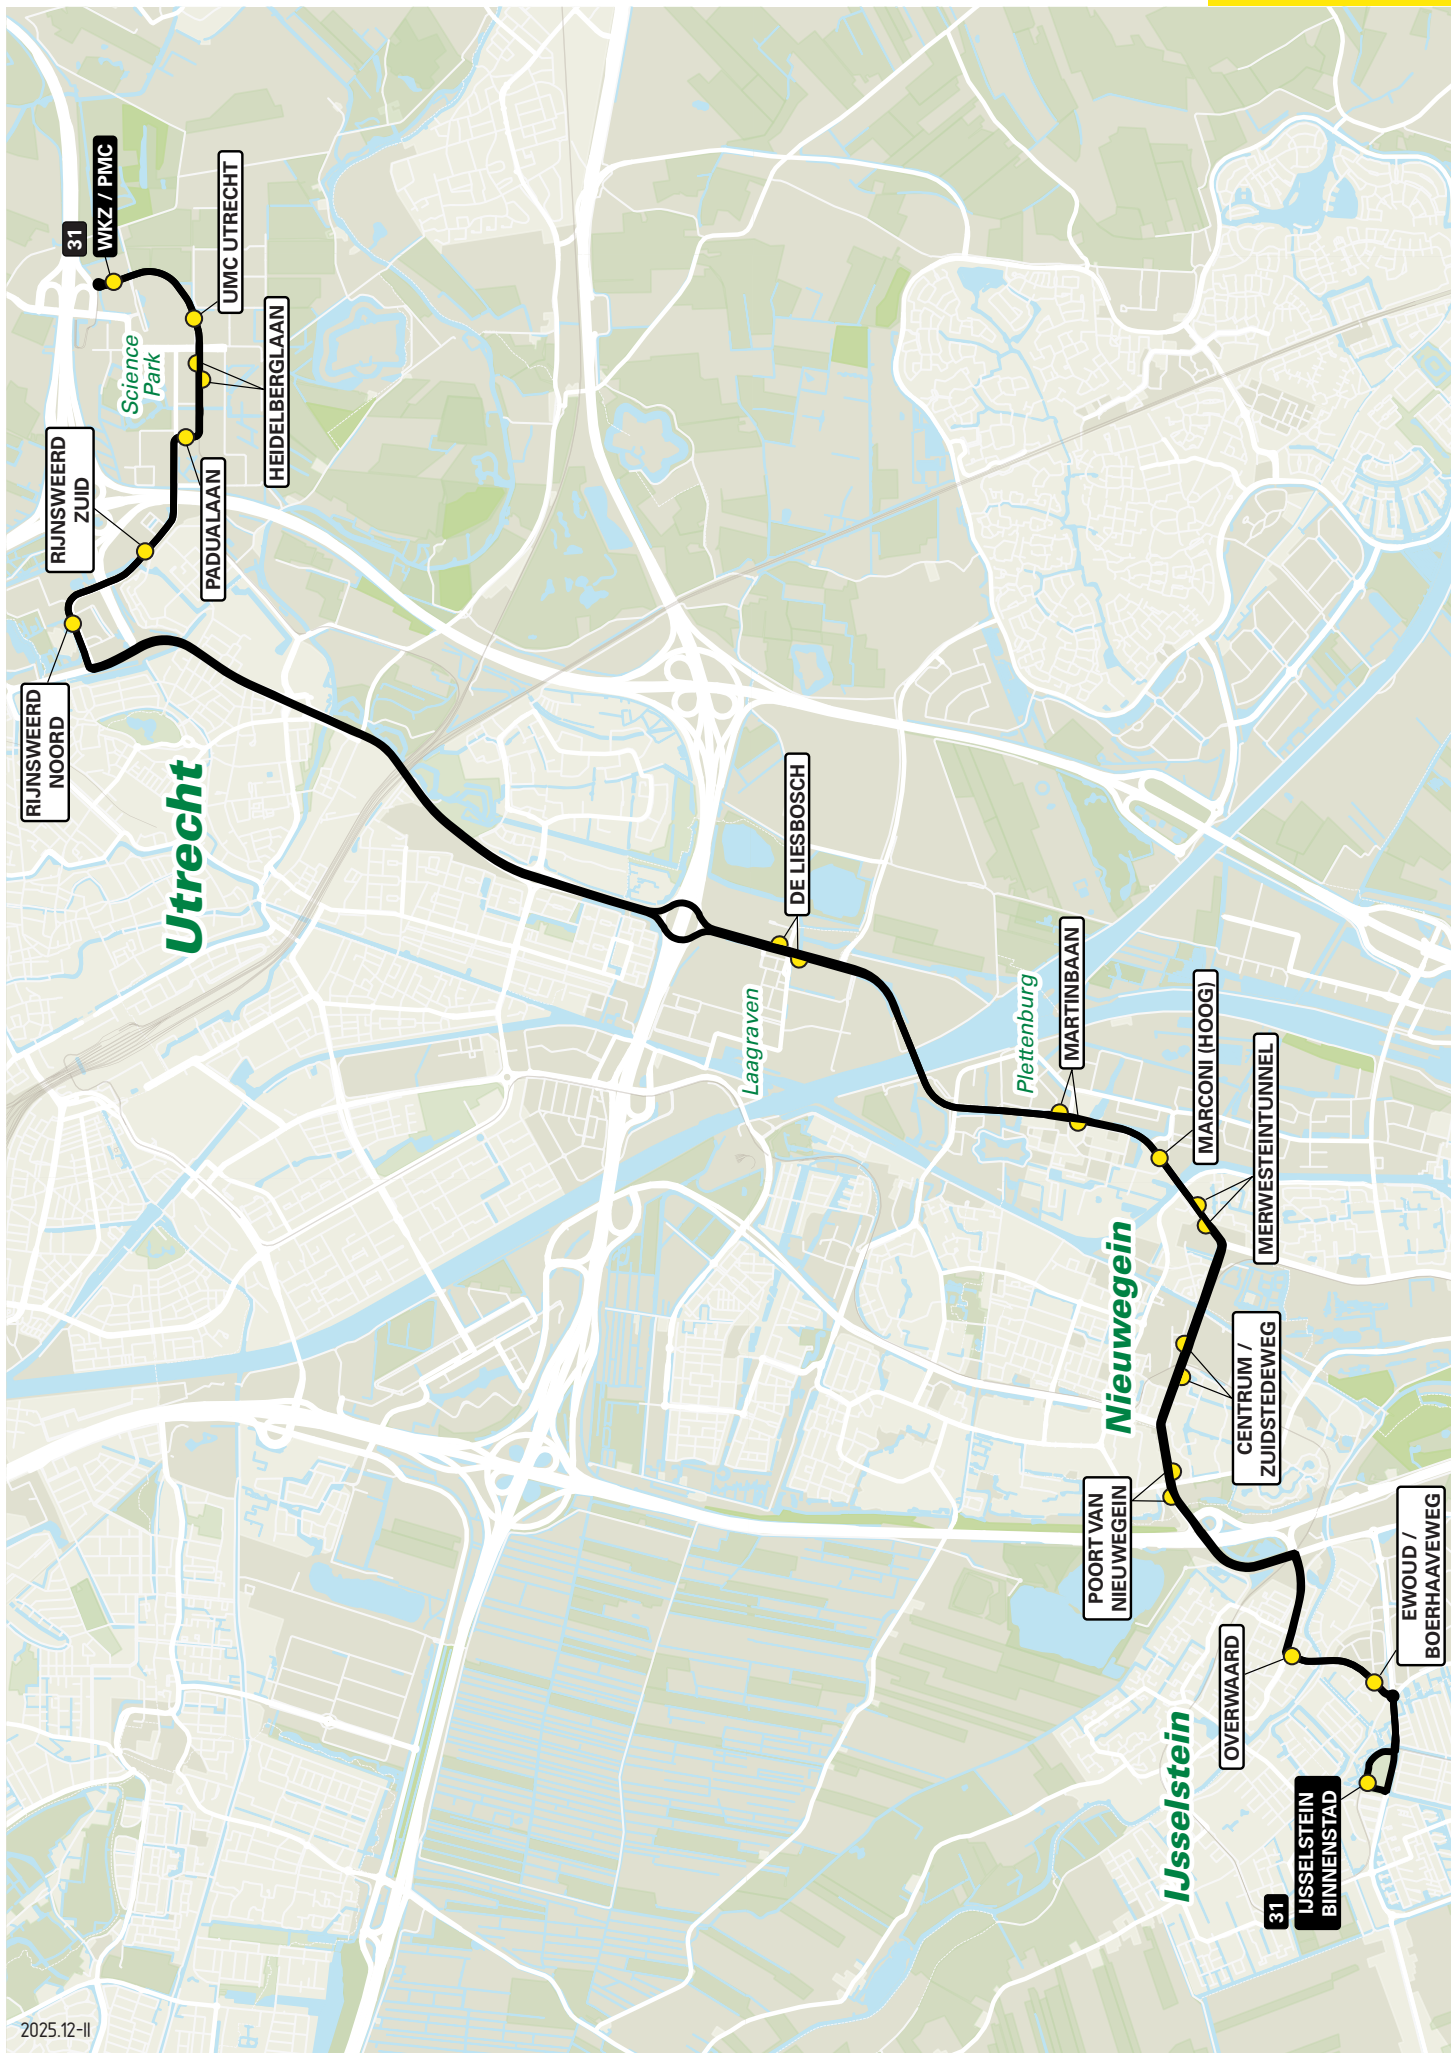 31
WKZ / PMC
UMC UTRECHT
Science
Park
HEIDELBERGLAAN
PADUALAAN
RIJNSWEERD
ZUID
RIJNSWEERD
NOORD
Utrecht
DE LIESBOSCH
Laagraven
Plettenburg
MARTINBAAN
MARCONI (HOOG)
MERWESTEINTUNNEL
Nieuwegein
CENTRUM /
ZUIDSTEDEWEG
POORT VAN
NIEUWEGEIN
OVERWAARD
EWOUD /
BOERHAAVEWEG
IJsselstein
31
IJSSELSTEIN
BINNENSTAD
2025.12-II